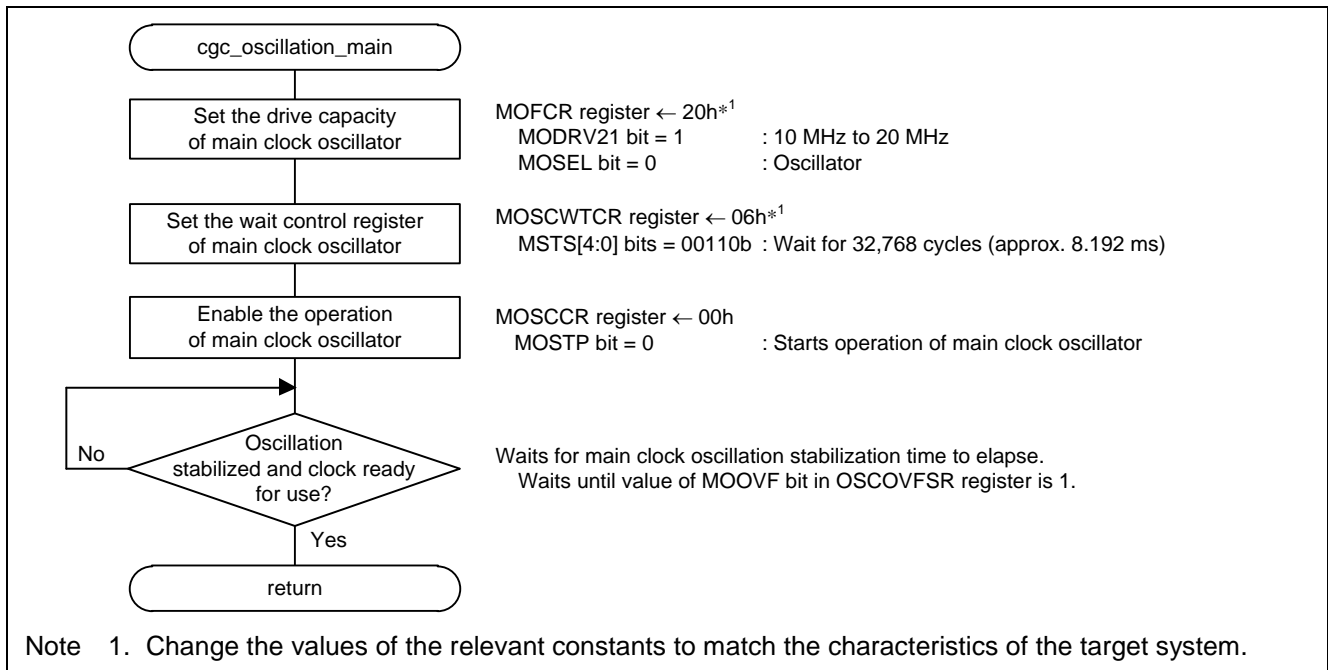 cgc_oscillation_main
Set the drive capacity
of main clock oscillator
MOFCR register ← 20h*1
MODRV21 bit = 1 : 10 MHz to 20 MHz
MOSEL bit = 0 : Oscillator
Set the wait control register
of main clock oscillator
MOSCWTCR register ← 06h*1
MSTS[4:0] bits = 00110b : Wait for 32,768 cycles (approx. 8.192 ms)
Enable the operation
of main clock oscillator
MOSCCR register ← 00h
MOSTP bit = 0 : Starts operation of main clock oscillator
No
Oscillation
stabilized and clock ready
for use?
Waits for main clock oscillation stabilization time to elapse.
Waits until value of MOOVF bit in OSCOVFSR register is 1.
Yes
return
Note 1. Change the values of the relevant constants to match the characteristics of the target system.